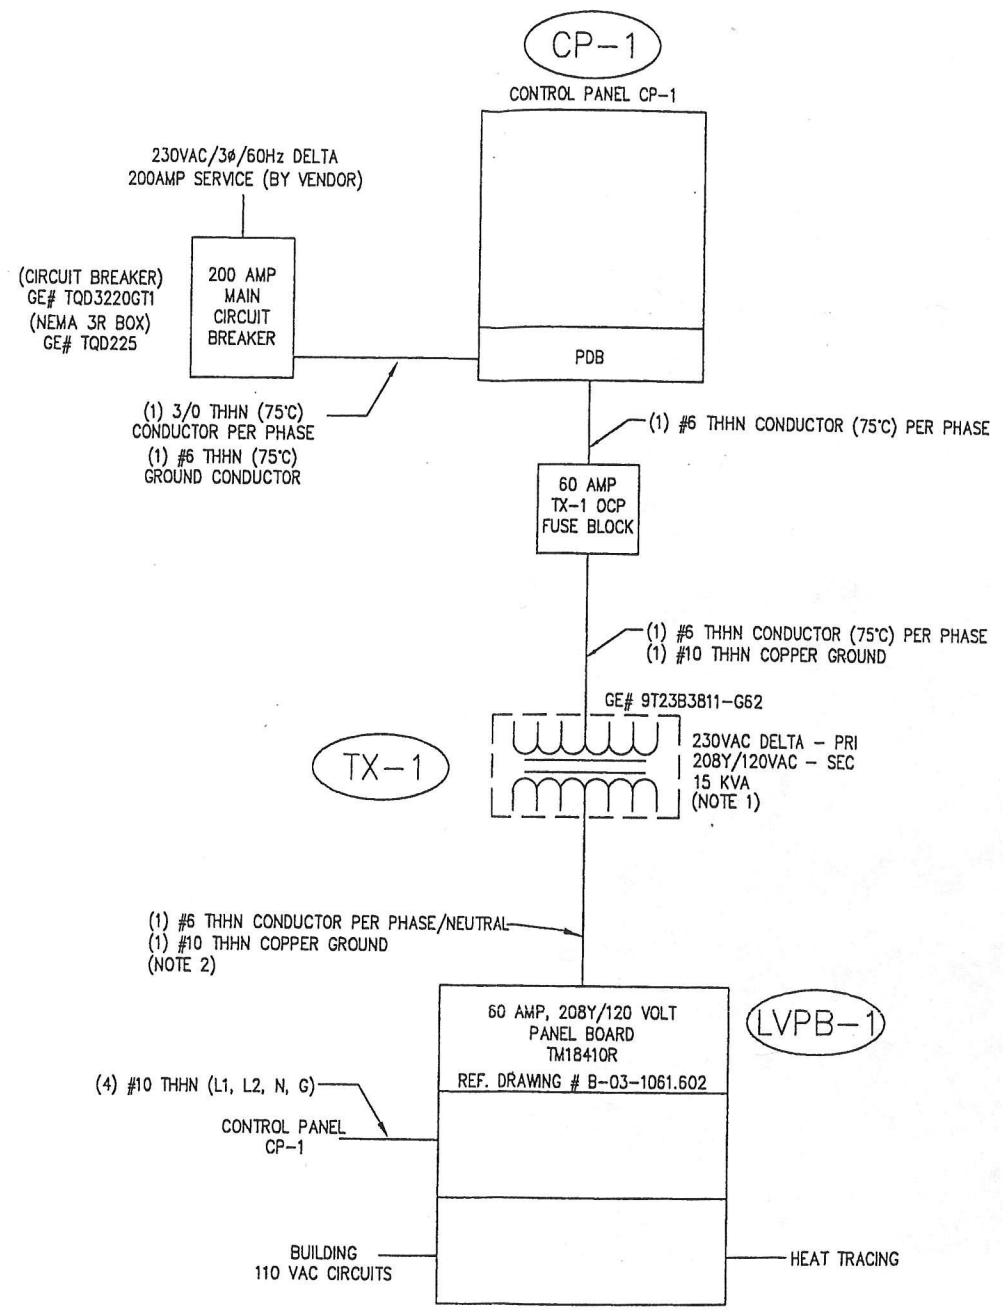 CP-1
CONTROL PANEL CP-1
230VAC/3ø/60Hz DELTA
200AMP SERVICE (BY VENDOR)
(CIRCUIT BREAKER)
GE# TQD3220GT1
(NEMA 3R BOX)
GE# TQD225
200 AMP
MAIN
CIRCUIT
BREAKER
PDB
(1) 3/0 THHN (75°C)
CONDUCTOR PER PHASE
(1) #6 THHN (75°C)
GROUND CONDUCTOR
(1) #6 THHN CONDUCTOR (75°C) PER PHASE
60 AMP
TX-1 OCP
FUSE BLOCK
(1) #6 THHN CONDUCTOR (75°C) PER PHASE
(1) #10 THHN COPPER GROUND
GE# 9T23B3811-G62
TX-1
230VAC DELTA - PRI
208Y/120VAC - SEC
15 KVA
(NOTE 1)
(1) #6 THHN CONDUCTOR PER PHASE/NEUTRAL
(1) #10 THHN COPPER GROUND
(NOTE 2)
60 AMP, 208Y/120 VOLT
PANEL BOARD
TM18410R
REF. DRAWING # B-03-1061.602
LVPB-1
(4) #10 THHN (L1, L2, N, G)
CONTROL PANEL
CP-1
BUILDING
110 VAC CIRCUITS
HEAT TRACING